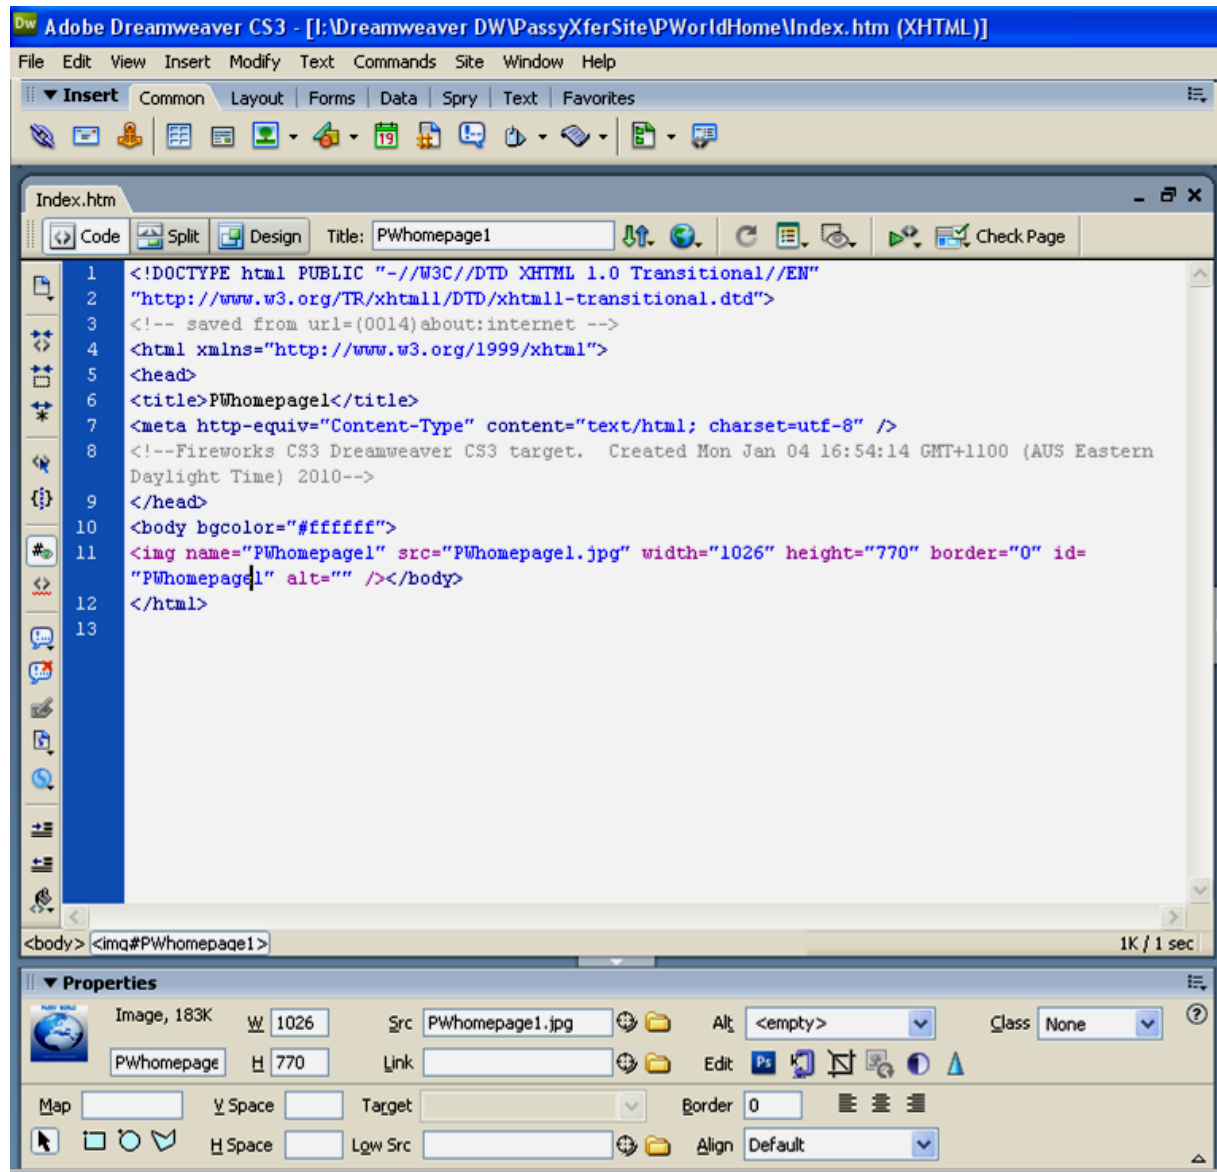 Dw Adobe Dreamweaver CS3 - [I:\Dreamweaver DW\PassyXferSite\PWorldHome\Index.htm (XHTML)]
File Edit View Insert Modify Text Commands Site Window Help
▼ Insert Common Layout Forms Data Spry Text Favorites
19
Index.htm
Code Split Design Title: PWhomepage1 Check Page
1 <!DOCTYPE html PUBLIC "-//W3C//DTD XHTML 1.0 Transitional//EN"
2 "http://www.w3.org/TR/xhtml1/DTD/xhtml1-transitional.dtd">
3 <!-- saved from url=(0014)about:internet -->
4 <html xmlns="http://www.w3.org/1999/xhtml">
5 <head>
6 <title>PWhomepage1</title>
7 <meta http-equiv="Content-Type" content="text/html; charset=utf-8" />
8 <!--Fireworks CS3 Dreamweaver CS3 target.  Created Mon Jan 04 16:54:14 GMT+1100 (AUS Eastern
Daylight Time) 2010-->
9 </head>
10 <body bgcolor="#ffffff">
11 <img name="PWhomepage1" src="PWhomepage1.jpg" width="1026" height="770" border="0" id=
"PWhomepage1" alt="" /></body>
12 </html>
13
<body> <img#PWhomepage1> 1K / 1 sec
▼ Properties
Image, 183K W 1026 Src PWhomepage1.jpg Alt <empty> Class None
PWhomepage H 770 Link Edit Ps
Map V Space Target Border 0
H Space Low Src Align Default